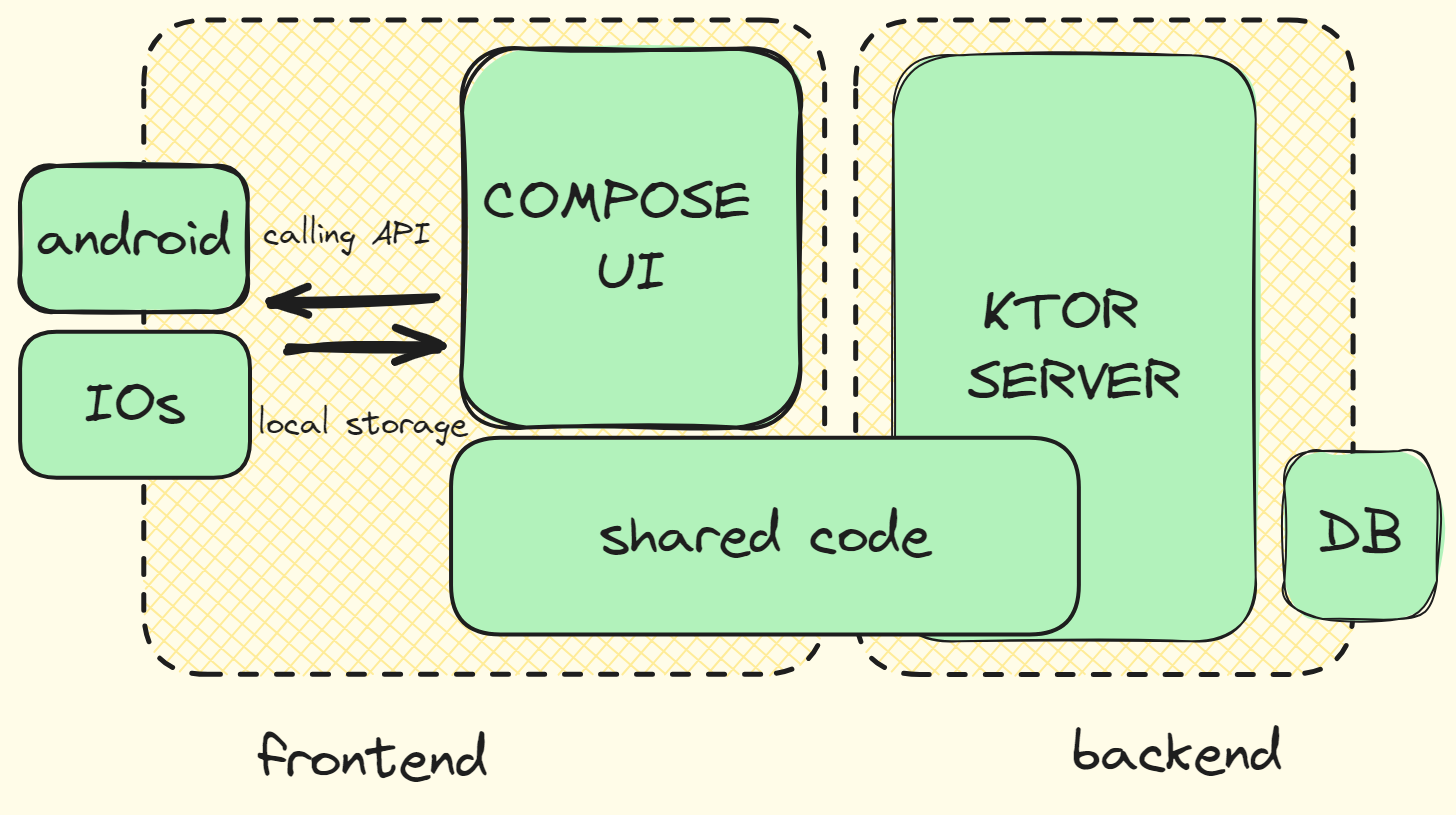 android
calling API
IOs
local storage
COMPOSE
UI
shared code
KTOR
SERVER
DB
frontend
backend